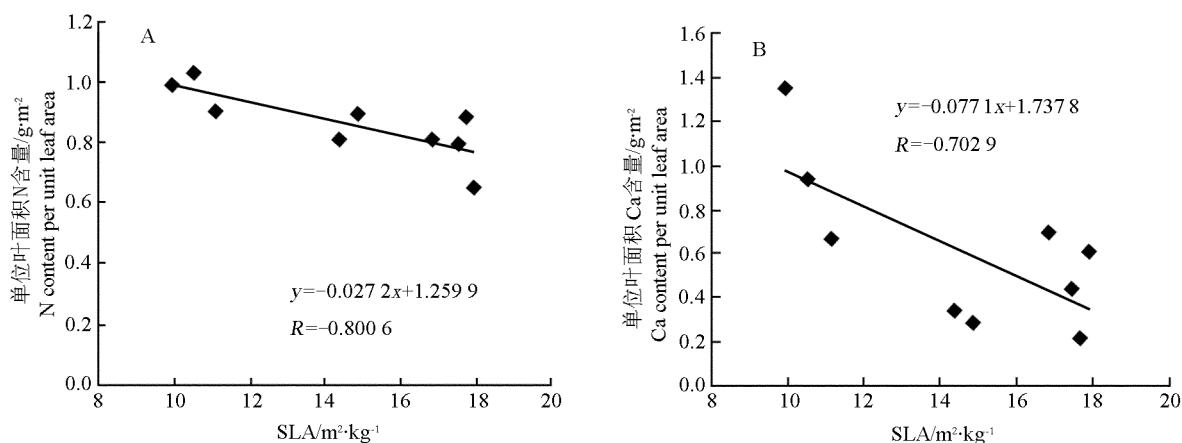 A
单位叶面积N含量/g·m⁻²
N content per unit leaf area
1.2
1.0
0.8
0.6
0.4
0.2
0.0
y=−0.027 2x+1.259 9
R=−0.800 6
8 10 12 14 16 18 20
SLA/m²·kg⁻¹
B
单位叶面积Ca含量/g·m⁻²
Ca content per unit leaf area
1.6
1.4
1.2
1.0
0.8
0.6
0.4
0.2
0.0
y=−0.077 1x+1.737 8
R=−0.702 9
8 10 12 14 16 18 20
SLA/m²·kg⁻¹